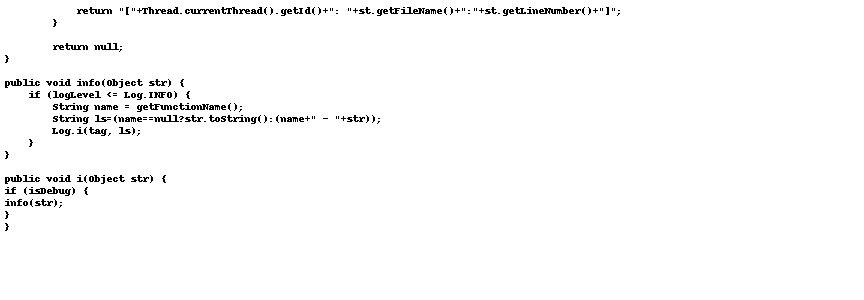 return "["+Thread.currentThread().getId()+": "+st.getFileName()+":"+st.getLineNumber()+"]";
        }

        return null;
}

public void info(Object str) {
    if (logLevel <= Log.INFO) {
        String name = getFunctionName();
        String ls=(name==null?str.toString():(name+" - "+str));
        Log.i(tag, ls);
    }
}

public void i(Object str) {
if (isDebug) {
info(str);
}
}